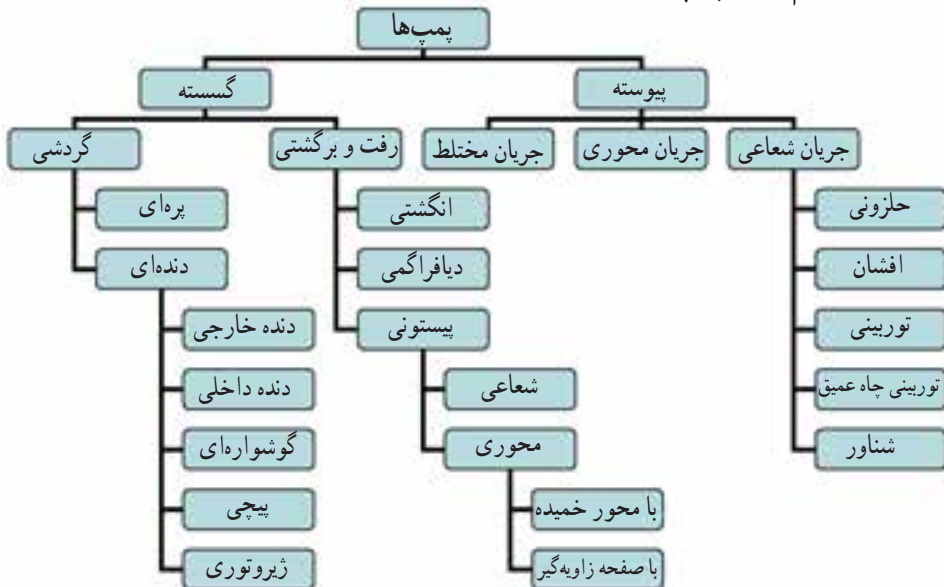 پمپ‌ها
گسسته
پیوسته
گردشی
رفت و برگشتی
جریان مختلط
جریان محوری
جریان شعاعی
پره‌ای
دنده‌ای
دنده خارجی
دنده داخلی
گوشواره‌ای
پیچی
ژیروتوری
انگشتی
دیافراگمی
پیستونی
شعاعی
محوری
با محور خمیده
با صفحه زاویه‌گیر
حلزونی
افشان
توربینی
توربینی چاه عمیق
شناور